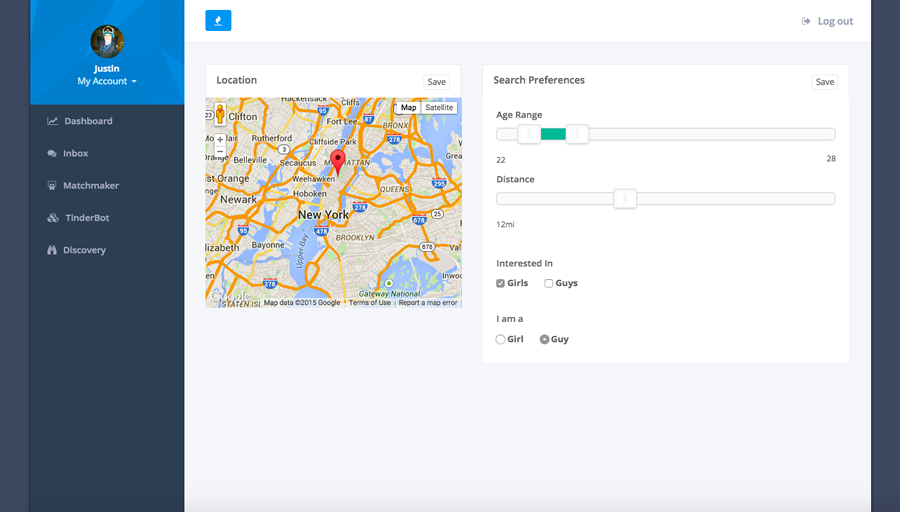 Justin
My Account
Dashboard
Inbox
Matchmaker
TinderBot
Discovery
Log out
Location
Save
Map
Satellite
Hackensack
Cliffs
Clifton
Fort Lee
BRONX
Rutherford
Cliffside Park
Belleville
Secaucus
MANHATTAN
Orange
Weehawken
Hoboken
QUEENS
Newark
New York
Bayonne
Upper Bay
BROOKLYN
Gateway National
Google
STATEN ISL
Map data ©2015 Google
Terms of Use
Report a map error
Search Preferences
Save
Age Range
22
28
Distance
12mi
Interested In
Girls
Guys
I am a
Girl
Guy